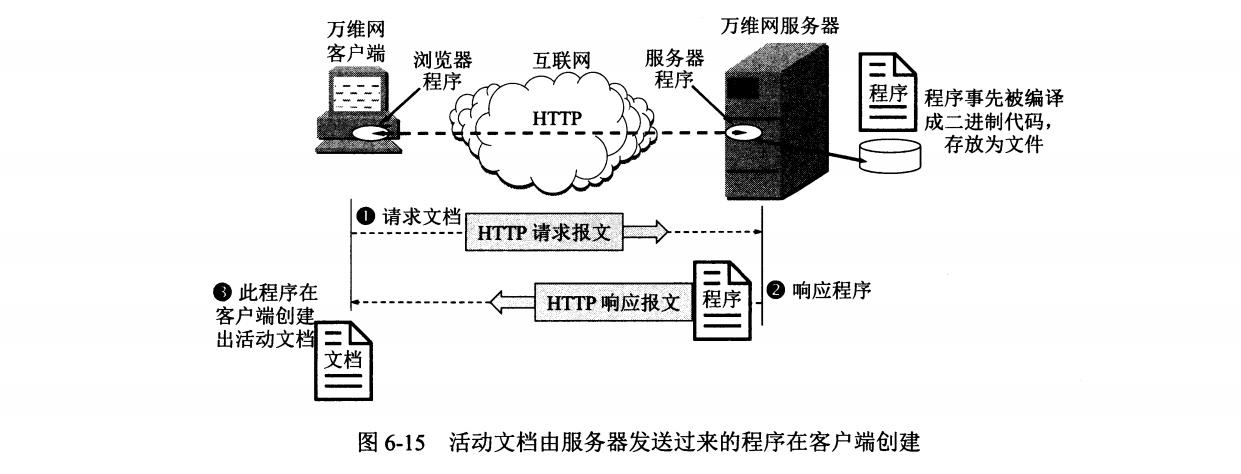 万维网
客户端
浏览器
程序
互联网
HTTP
服务器
程序
万维网服务器
程序
程序事先被编译
成二进制代码，
存放为文件
❶ 请求文档
HTTP 请求报文
HTTP 响应报文
程序
❷ 响应程序
❸ 此程序在
客户端创建
出活动文档
文档
图 6-15 活动文档由服务器发送过来的程序在客户端创建